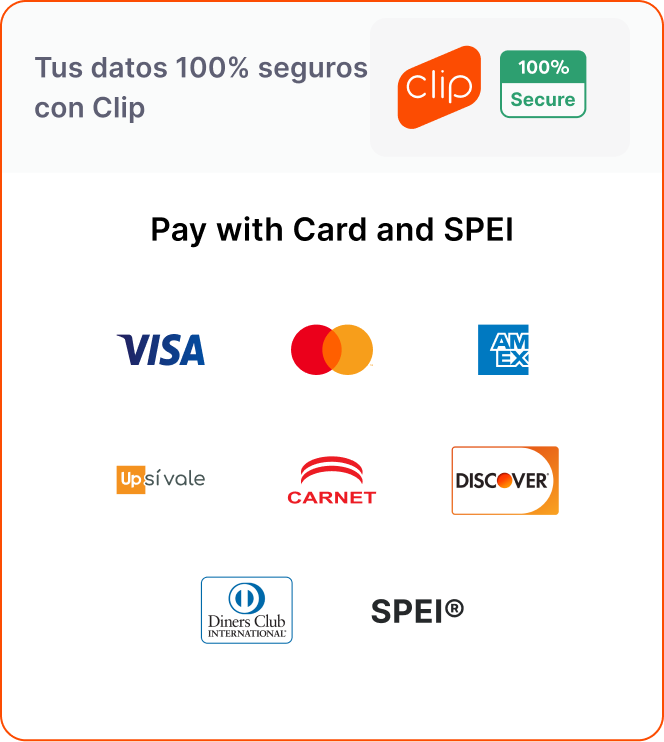 Tus datos 100% seguros
con Clip
clip
100%
Secure
Pay with Card and SPEI
VISA
AM
EX
Up sí vale
CARNET
DISCOVER
Diners Club
INTERNATIONAL
SPEI®